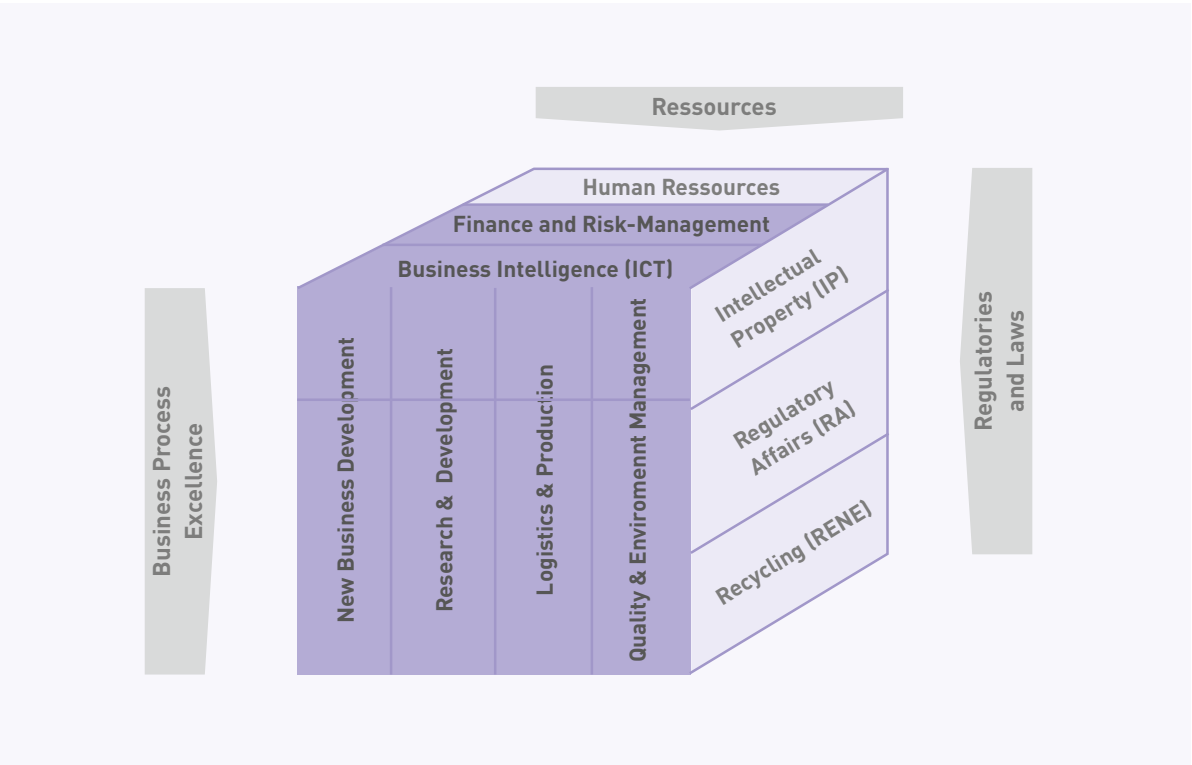 Ressources
Human Ressources
Finance and Risk-Management
Business Intelligence (ICT)
Business Process
Excellence
New Business Development
Research & Development
Logistics & Production
Quality & Enviromennt Management
Intellectual
Property (IP)
Regulatory
Affairs (RA)
Recycling (RENE)
Regulatories
and Laws